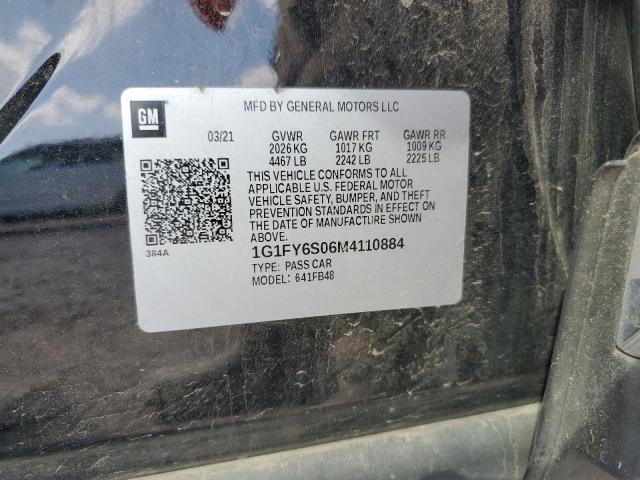 MFD BY GENERAL MOTORS LLC
GM
03/21 GVWR GAWR FRT GAWR RR
2026 KG 1017 KG 1009 KG
4467 LB 2242 LB 2225 LB
THIS VEHICLE CONFORMS TO ALL
APPLICABLE U.S. FEDERAL MOTOR
VEHICLE SAFETY, BUMPER, AND THEFT
PREVENTION STANDARDS IN EFFECT ON
THE DATE OF MANUFACTURE SHOWN
ABOVE.
384A
1G1FY6S06M4110884
TYPE: PASS CAR
MODEL: 641FB48